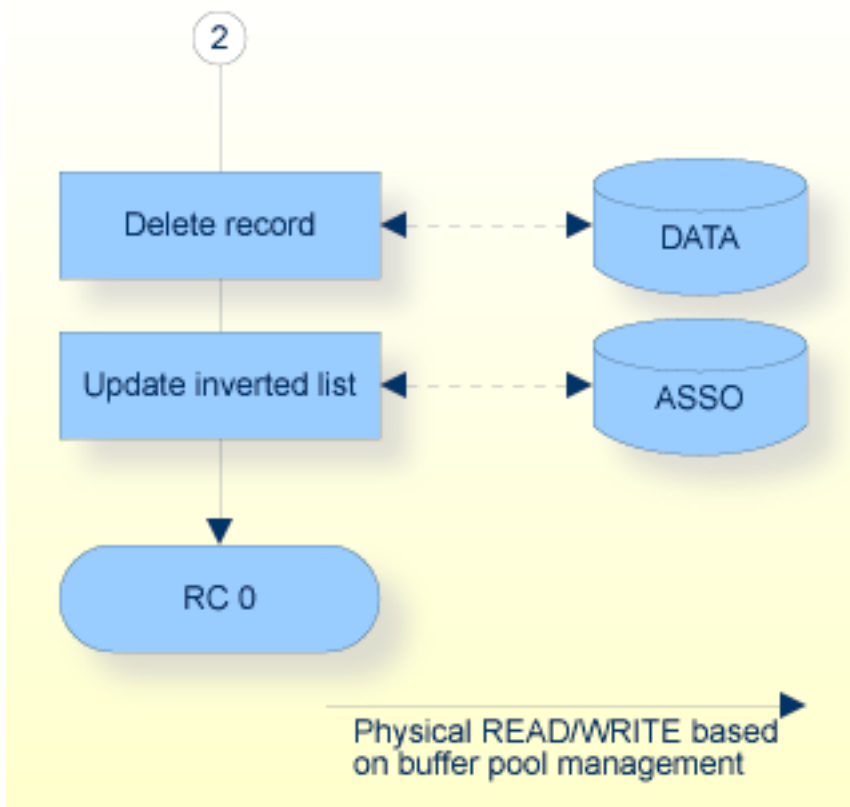 2
Delete record
DATA
Update inverted list
ASSO
RC 0
Physical READ/WRITE based
on buffer pool management